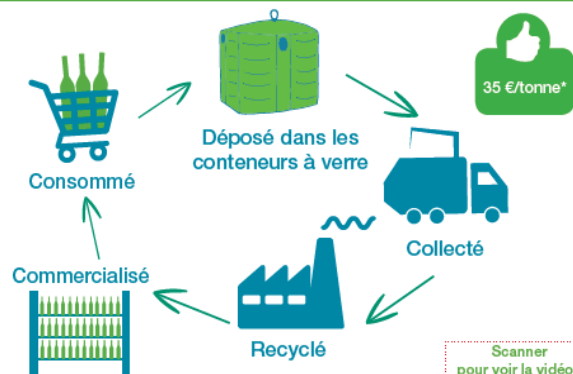 35 €/tonne*
Déposé dans les
conteneurs à verre
Consommé
Collecté
Commercialisé
Recyclé
Scanner
pour voir la vidéo